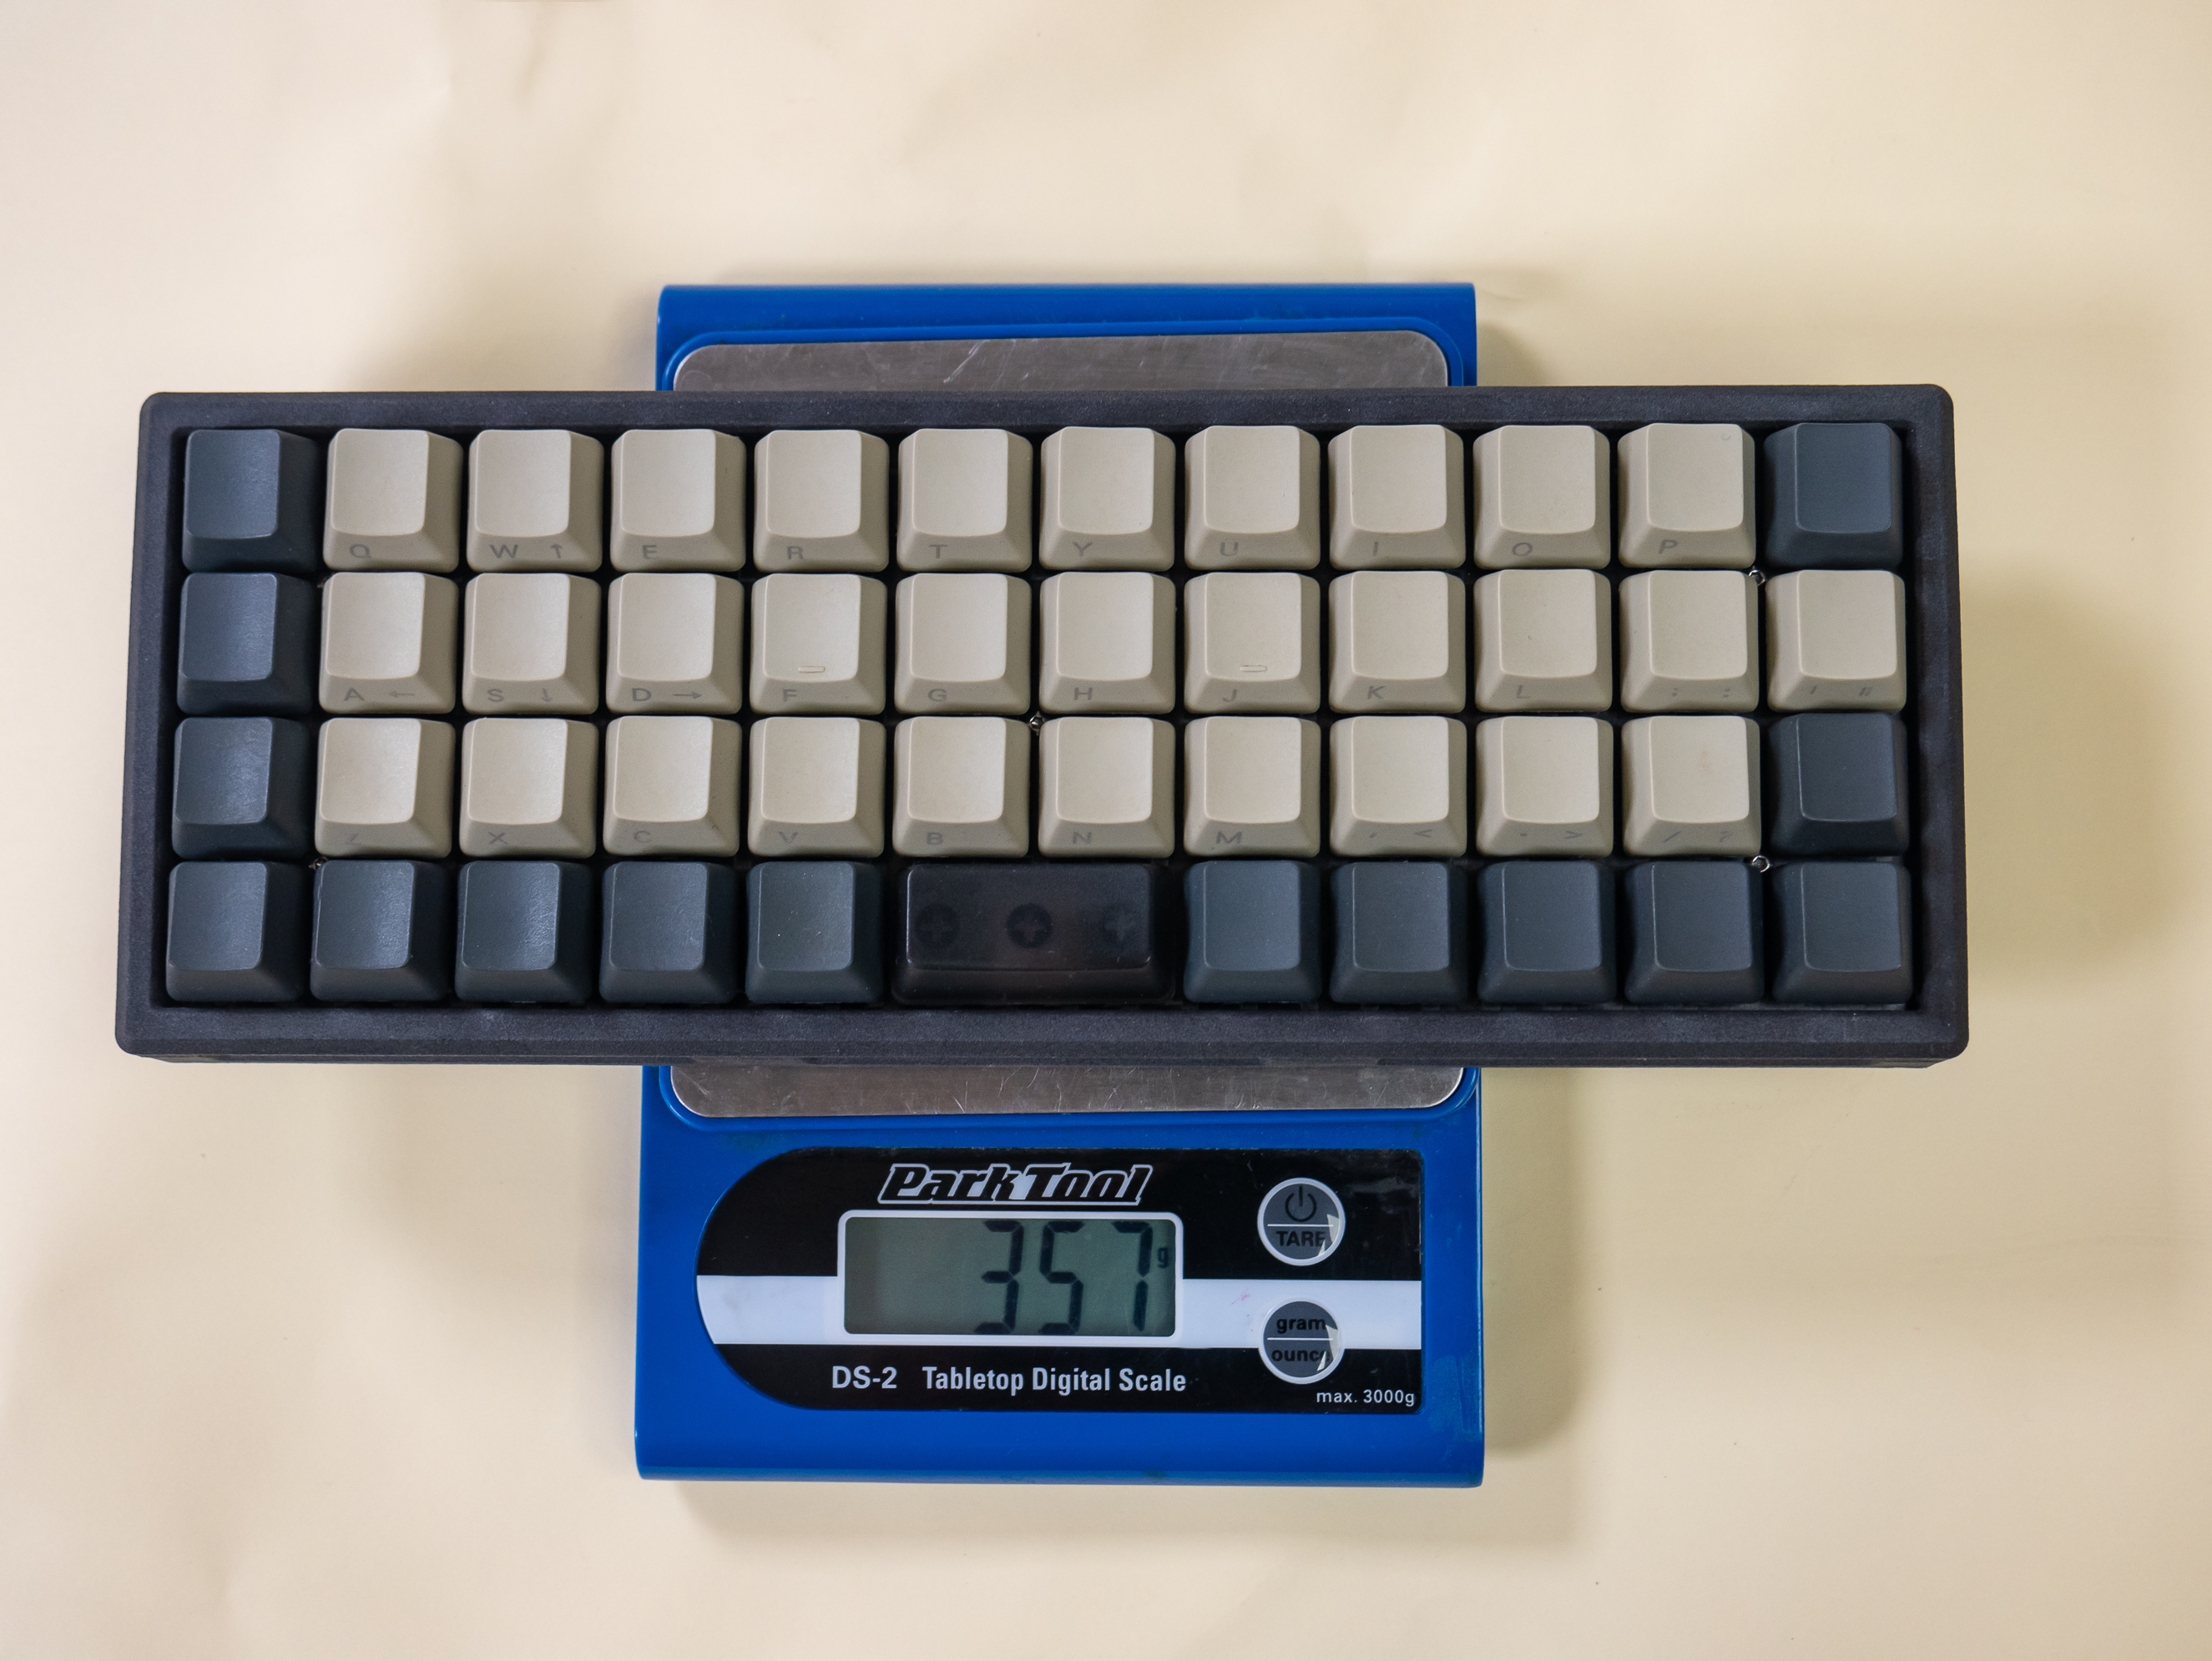 Q W ↑ E R T Y U I O P
A ← S ↓ D → F G H J K L ; : ' "
Z X C V B N M , < . > / ?
Park Tool
357 g
TARE
gram
ounce
DS-2 Tabletop Digital Scale
max. 3000g